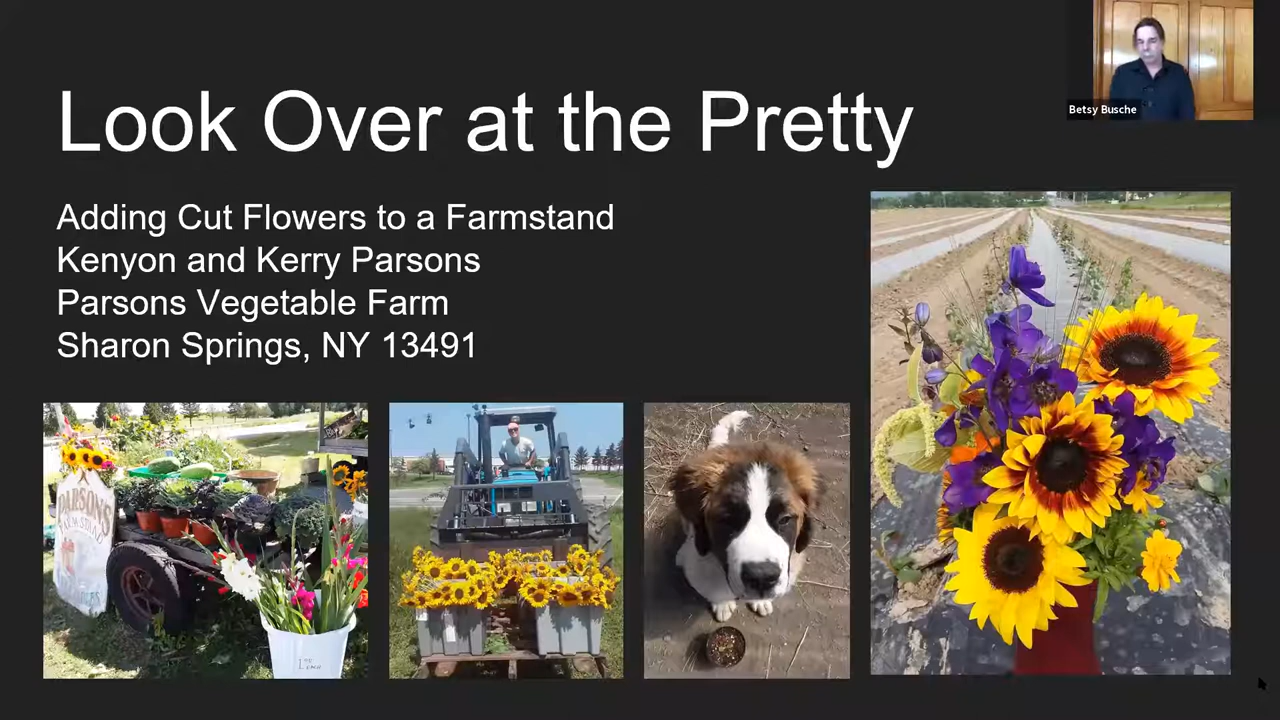 Look Over at the Pretty
Betsy Busche
Adding Cut Flowers to a Farmstand
Kenyon and Kerry Parsons
Parsons Vegetable Farm
Sharon Springs, NY 13491
PARSONS